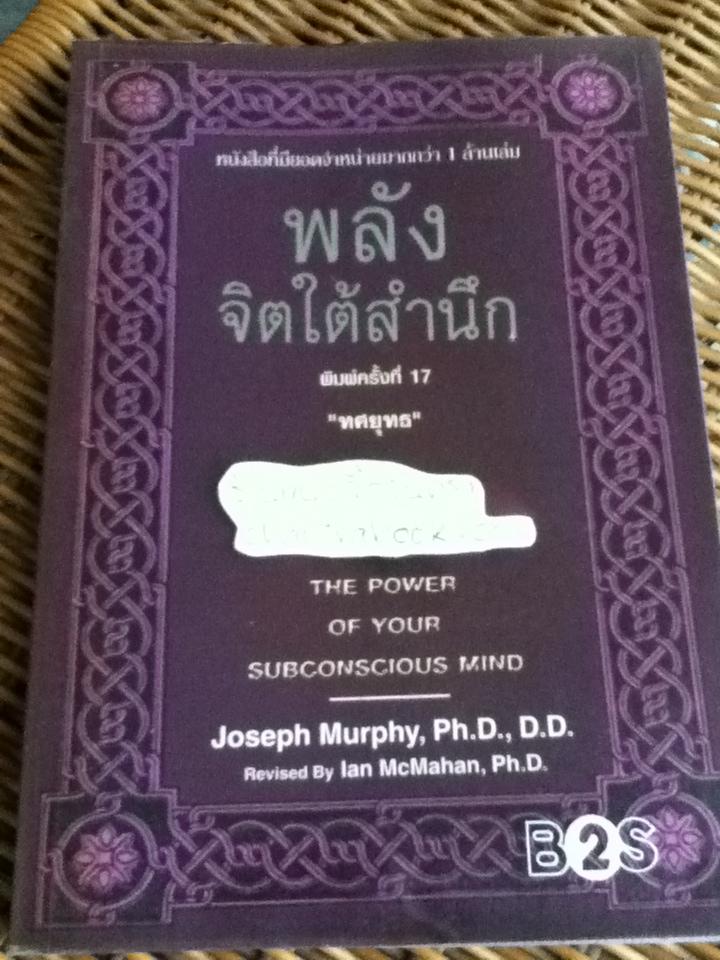 หนังสือที่มียอดจำหน่ายมากกว่า 1 ล้านเล่ม
พลัง
จิตใต้สำนึก
พิมพ์ครั้งที่ 17
"ทศยุทธ"
THE POWER
OF YOUR
SUBCONSCIOUS MIND
Joseph Murphy, Ph.D., D.D.
Revised By Ian McMahan, Ph.D.
B2S